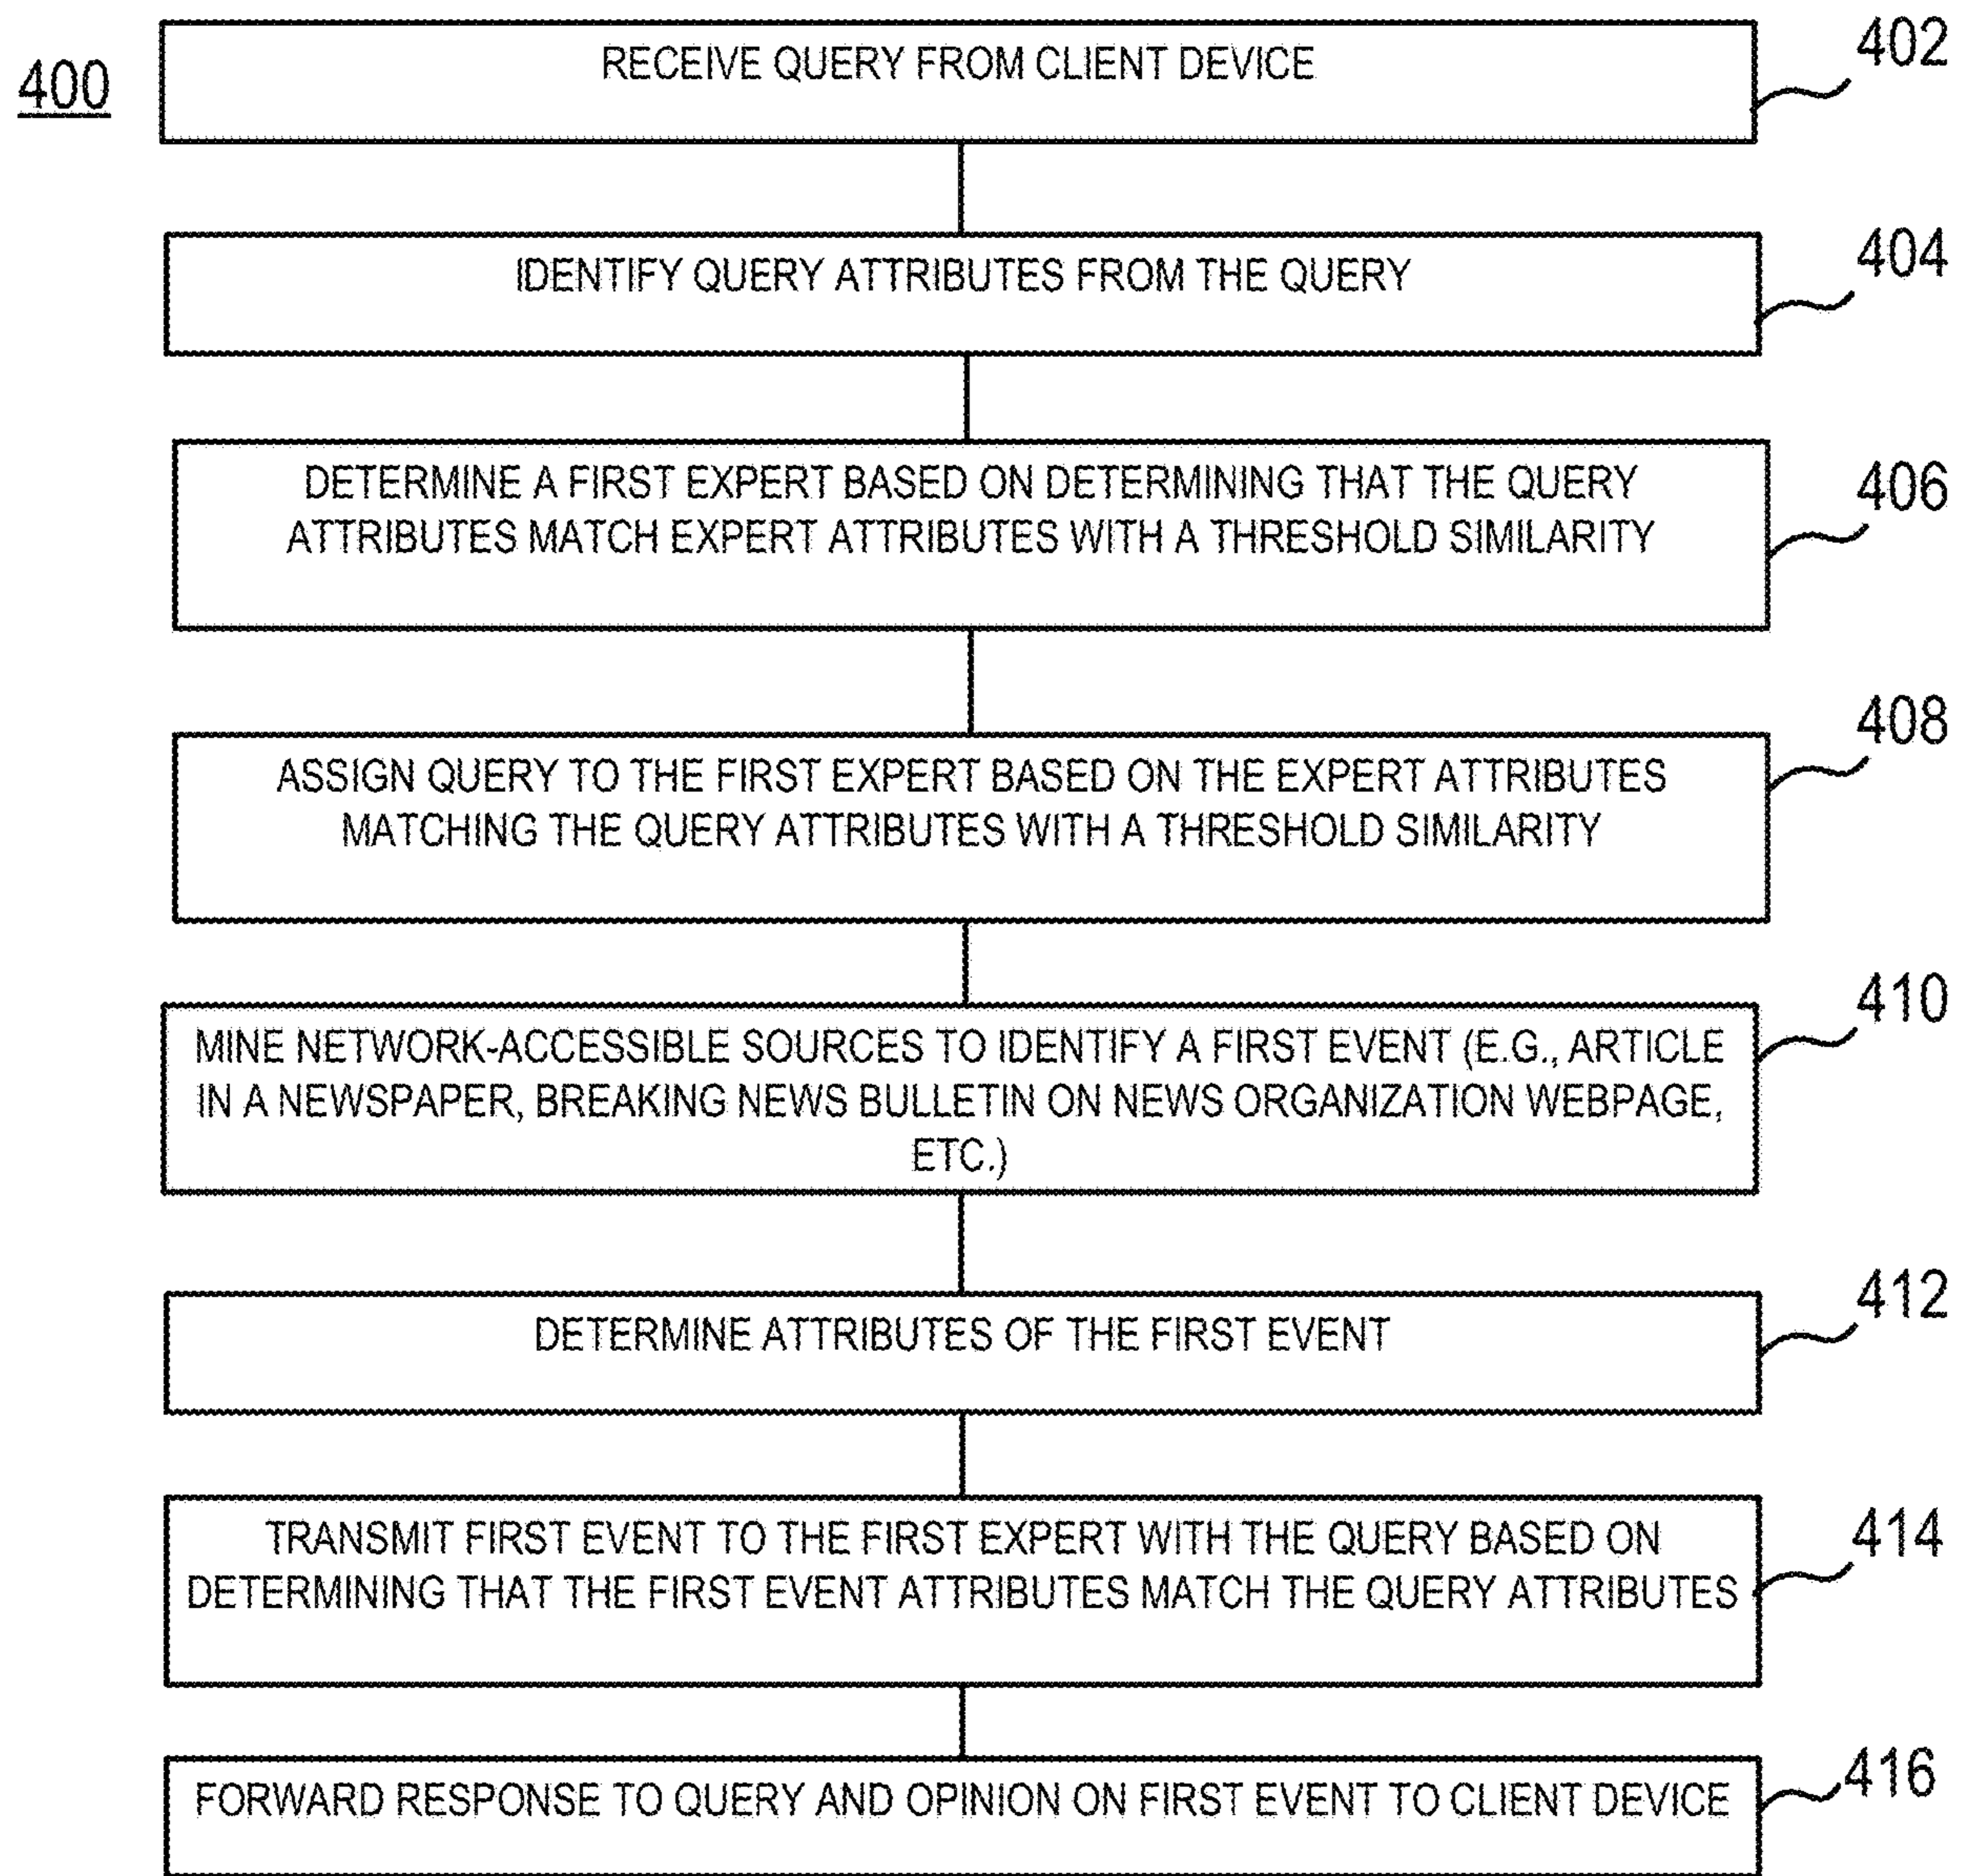 400
RECEIVE QUERY FROM CLIENT DEVICE
402
IDENTIFY QUERY ATTRIBUTES FROM THE QUERY
404
DETERMINE A FIRST EXPERT BASED ON DETERMINING THAT THE QUERY
ATTRIBUTES MATCH EXPERT ATTRIBUTES WITH A THRESHOLD SIMILARITY
406
ASSIGN QUERY TO THE FIRST EXPERT BASED ON THE EXPERT ATTRIBUTES
MATCHING THE QUERY ATTRIBUTES WITH A THRESHOLD SIMILARITY
408
MINE NETWORK-ACCESSIBLE SOURCES TO IDENTIFY A FIRST EVENT (E.G., ARTICLE
IN A NEWSPAPER, BREAKING NEWS BULLETIN ON NEWS ORGANIZATION WEBPAGE,
ETC.)
410
DETERMINE ATTRIBUTES OF THE FIRST EVENT
412
TRANSMIT FIRST EVENT TO THE FIRST EXPERT WITH THE QUERY BASED ON
DETERMINING THAT THE FIRST EVENT ATTRIBUTES MATCH THE QUERY ATTRIBUTES
414
FORWARD RESPONSE TO QUERY AND OPINION ON FIRST EVENT TO CLIENT DEVICE
416